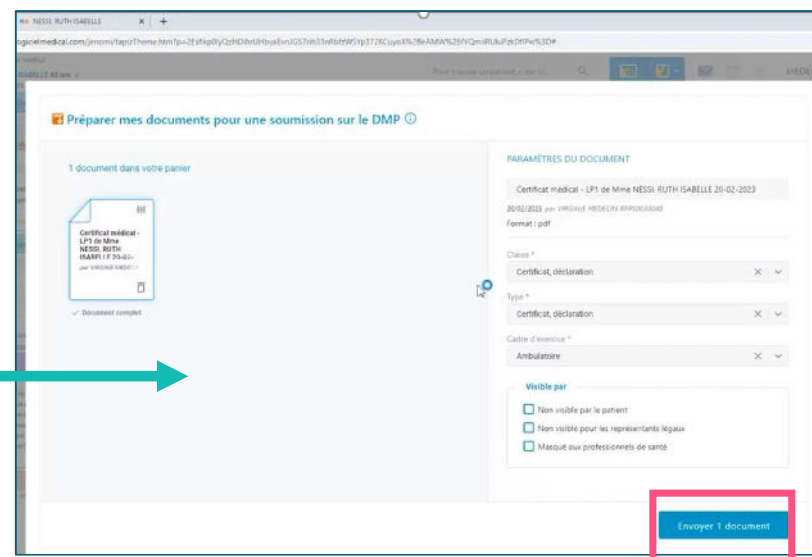 NESSI, RUTH ISABELLE
Préparer mes documents pour une soumission sur le DMP
1 document dans votre panier
Certificat médical -
LP1 de Mme
NESSI, RUTH
ISABELLE 20-02-
Document complet
PARAMÈTRES DU DOCUMENT
Certificat médical - LP1 de Mme NESSI, RUTH ISABELLE 20-02-2023
20/02/2023 par VIRGINIE MEDECIN
Format : pdf
Classe *
Certificat, déclaration
Type *
Certificat, déclaration
Cadre d'exercice *
Ambulatoire
Visible par
Non visible par le patient
Non visible pour les représentants légaux
Masqué aux professionnels de santé
Envoyer 1 document